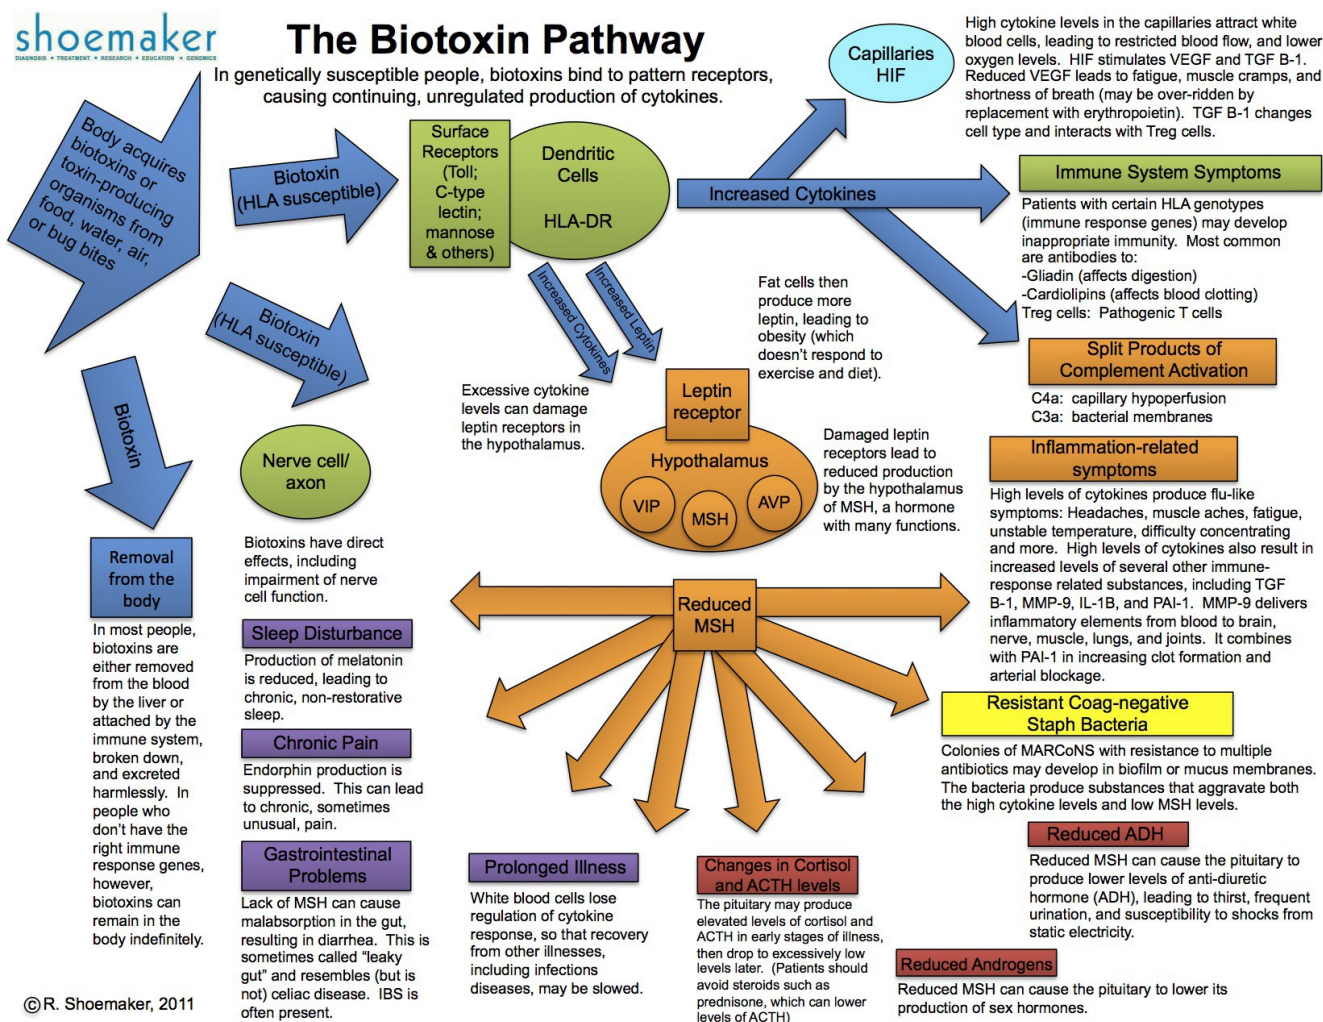 shoemaker
DIAGNOSIS • TREATMENT • RESEARCH • EDUCATION • GENOMICS
The Biotoxin Pathway
In genetically susceptible people, biotoxins bind to pattern receptors,
causing continuing, unregulated production of cytokines.
Body acquires
biotoxins or
toxin-producing
organisms from
food, water, air,
or bug bites
Biotoxin
(HLA susceptible)
Surface
Receptors
(Toll;
C-type
lectin;
mannose
& others)
Dendritic
Cells
HLA-DR
Increased Cytokines
Capillaries
HIF
High cytokine levels in the capillaries attract white
blood cells, leading to restricted blood flow, and lower
oxygen levels.  HIF stimulates VEGF and TGF B-1.
Reduced VEGF leads to fatigue, muscle cramps, and
shortness of breath (may be over-ridden by
replacement with erythropoietin).  TGF B-1 changes
cell type and interacts with Treg cells.
Immune System Symptoms
Patients with certain HLA genotypes
(immune response genes) may develop
inappropriate immunity.  Most common
are antibodies to:
-Gliadin (affects digestion)
-Cardiolipins (affects blood clotting)
Treg cells:  Pathogenic T cells
Split Products of
Complement Activation
C4a:  capillary hypoperfusion
C3a:  bacterial membranes
Biotoxin
(HLA susceptible)
Increased Cytokines
Increased Leptin
Fat cells then
produce more
leptin, leading to
obesity (which
doesn't respond to
exercise and diet).
Excessive cytokine
levels can damage
leptin receptors in
the hypothalamus.
Leptin
receptor
Hypothalamus
VIP
MSH
AVP
Damaged leptin
receptors lead to
reduced production
by the hypothalamus
of MSH, a hormone
with many functions.
Inflammation-related
symptoms
High levels of cytokines produce flu-like
symptoms: Headaches, muscle aches, fatigue,
unstable temperature, difficulty concentrating
and more.  High levels of cytokines also result in
increased levels of several other immune-
response related substances, including TGF
B-1, MMP-9, IL-1B, and PAI-1.  MMP-9 delivers
inflammatory elements from blood to brain,
nerve, muscle, lungs, and joints.  It combines
with PAI-1 in increasing clot formation and
arterial blockage.
Biotoxin
Removal
from the
body
In most people,
biotoxins are
either removed
from the blood
by the liver or
attached by the
immune system,
broken down,
and excreted
harmlessly.  In
people who
don't have the
right immune
response genes,
however,
biotoxins can
remain in the
body indefinitely.
Nerve cell/
axon
Biotoxins have direct
effects, including
impairment of nerve
cell function.
Sleep Disturbance
Production of melatonin
is reduced, leading to
chronic, non-restorative
sleep.
Chronic Pain
Endorphin production is
suppressed.  This can lead
to chronic, sometimes
unusual, pain.
Gastrointestinal
Problems
Lack of MSH can cause
malabsorption in the gut,
resulting in diarrhea.  This is
sometimes called "leaky
gut" and resembles (but is
not) celiac disease.  IBS is
often present.
Reduced
MSH
Prolonged Illness
White blood cells lose
regulation of cytokine
response, so that recovery
from other illnesses,
including infections
diseases, may be slowed.
Changes in Cortisol
and ACTH levels
The pituitary may produce
elevated levels of cortisol and
ACTH in early stages of illness,
then drop to excessively low
levels later.  (Patients should
avoid steroids such as
prednisone, which can lower
levels of ACTH)
Resistant Coag-negative
Staph Bacteria
Colonies of MARCoNS with resistance to multiple
antibiotics may develop in biofilm or mucus membranes.
The bacteria produce substances that aggravate both
the high cytokine levels and low MSH levels.
Reduced ADH
Reduced MSH can cause the pituitary to
produce lower levels of anti-diuretic
hormone (ADH), leading to thirst, frequent
urination, and susceptibility to shocks from
static electricity.
Reduced Androgens
Reduced MSH can cause the pituitary to lower its
production of sex hormones.
©R. Shoemaker, 2011